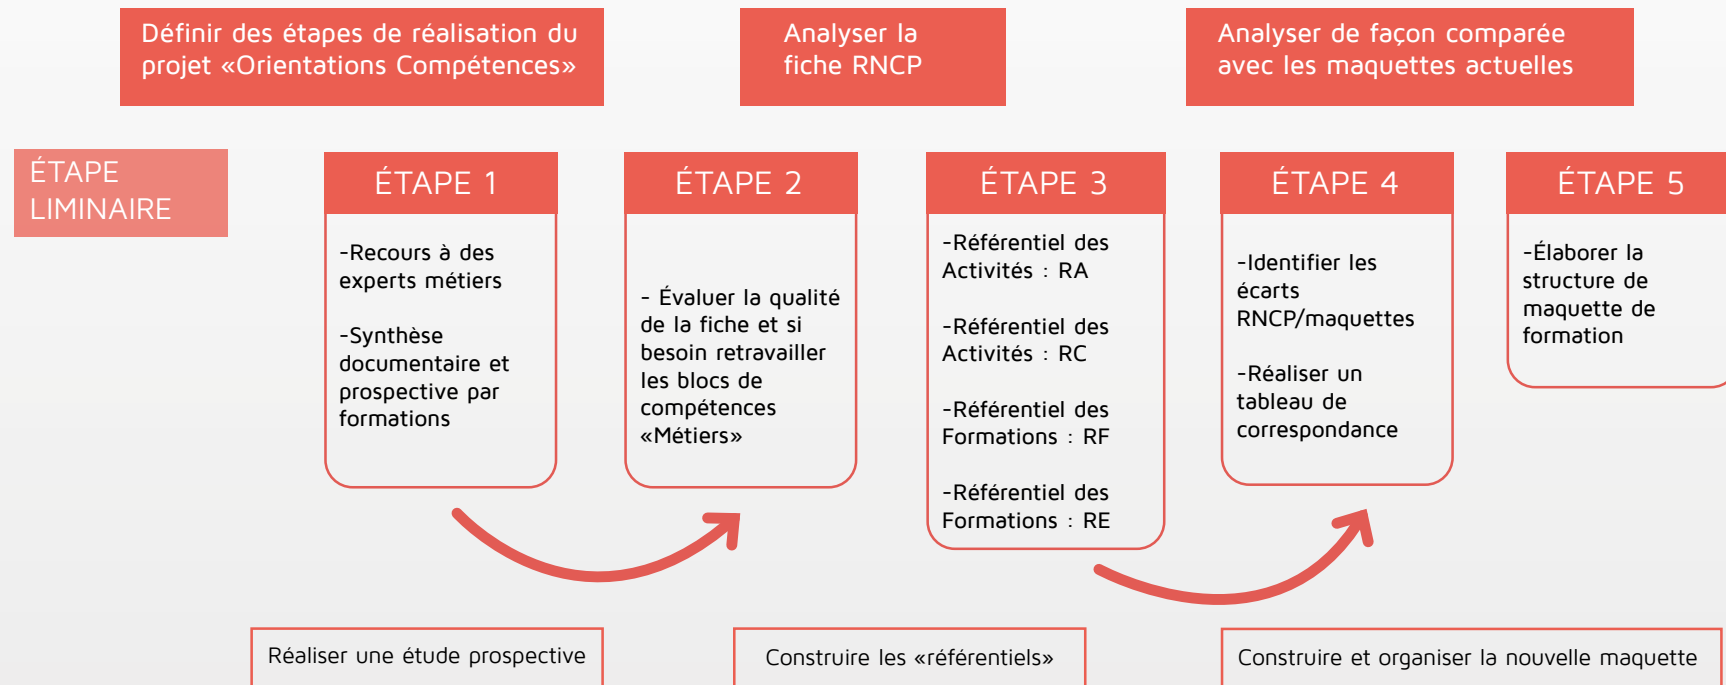 Définir des étapes de réalisation du
projet «Orientations Compétences»
Analyser la
fiche RNCP
Analyser de façon comparée
avec les maquettes actuelles
ÉTAPE
LIMINAIRE
ÉTAPE 1
-Recours à des
experts métiers
-Synthèse
documentaire et
prospective par
formations
ÉTAPE 2
- Évaluer la qualité
de la fiche et si
besoin retravailler
les blocs de
compétences
«Métiers»
ÉTAPE 3
-Référentiel des
Activités : RA
-Référentiel des
Activités : RC
-Référentiel des
Formations : RF
-Référentiel des
Formations : RE
ÉTAPE 4
-Identifier les
écarts
RNCP/maquettes
-Réaliser un
tableau de
correspondance
ÉTAPE 5
-Élaborer la
structure de
maquette de
formation
Réaliser une étude prospective
Construire les «référentiels»
Construire et organiser la nouvelle maquette